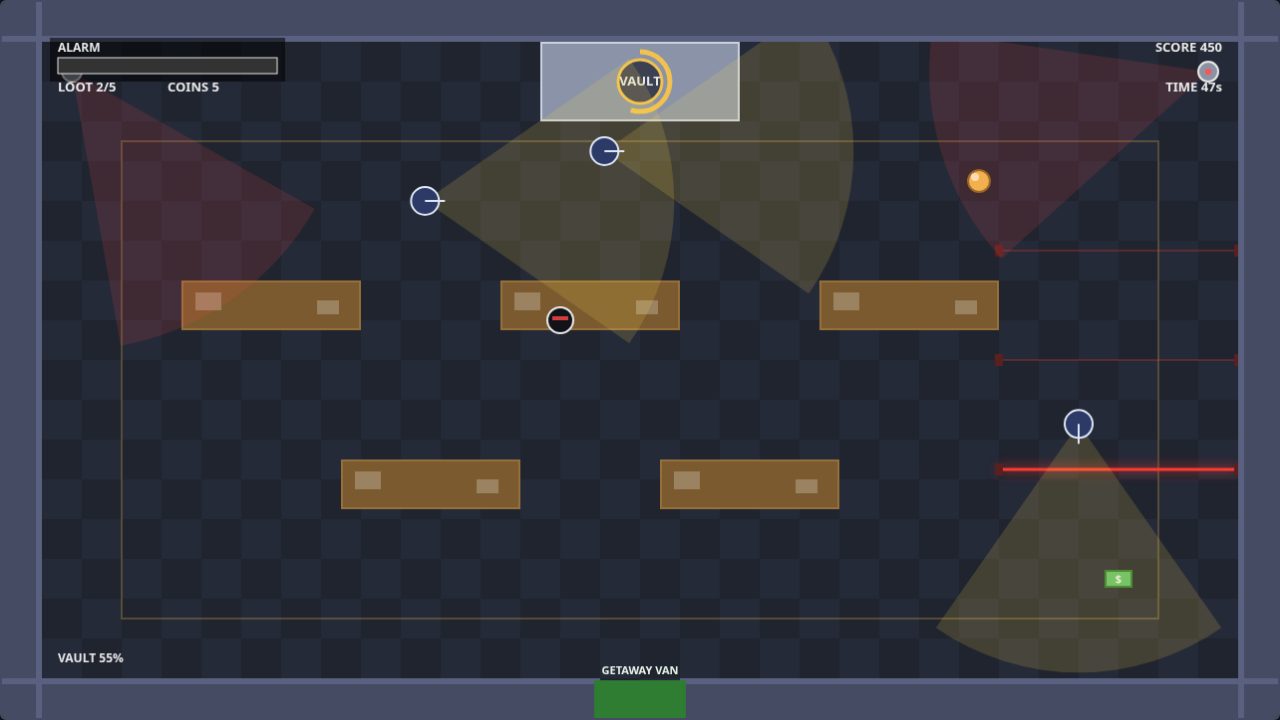 ALARM
LOOT 2/5
COINS 5
VAULT
SCORE 450
TIME 47s
$
VAULT 55%
GETAWAY VAN